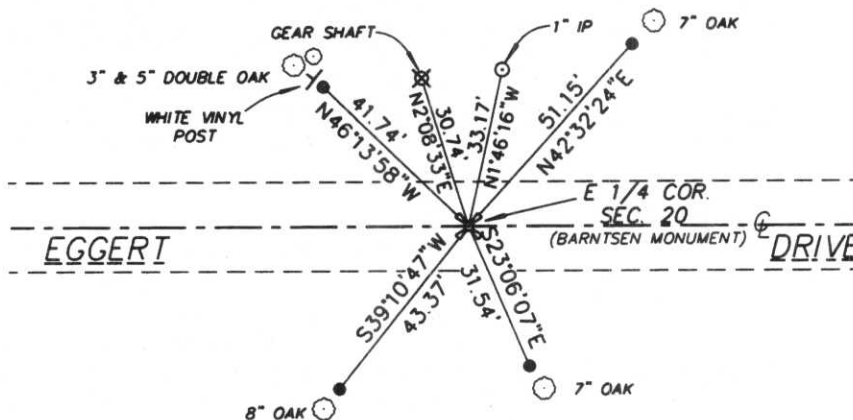 GEAR SHAFT
1" IP
7" OAK
3" & 5" DOUBLE OAK
WHITE VINYL
POST
41.74'
N46°13'58"W
30.74'
N2°08'33"E
33.17'
N1°46'16"W
51.15'
N42°32'24"E
E 1/4 COR.
SEC. 20
(BARNTSEN MONUMENT)
EGGERT
℄
DRIVE
S39°10'47"W
43.37'
S23°06'07"E
31.54'
8" OAK
7" OAK